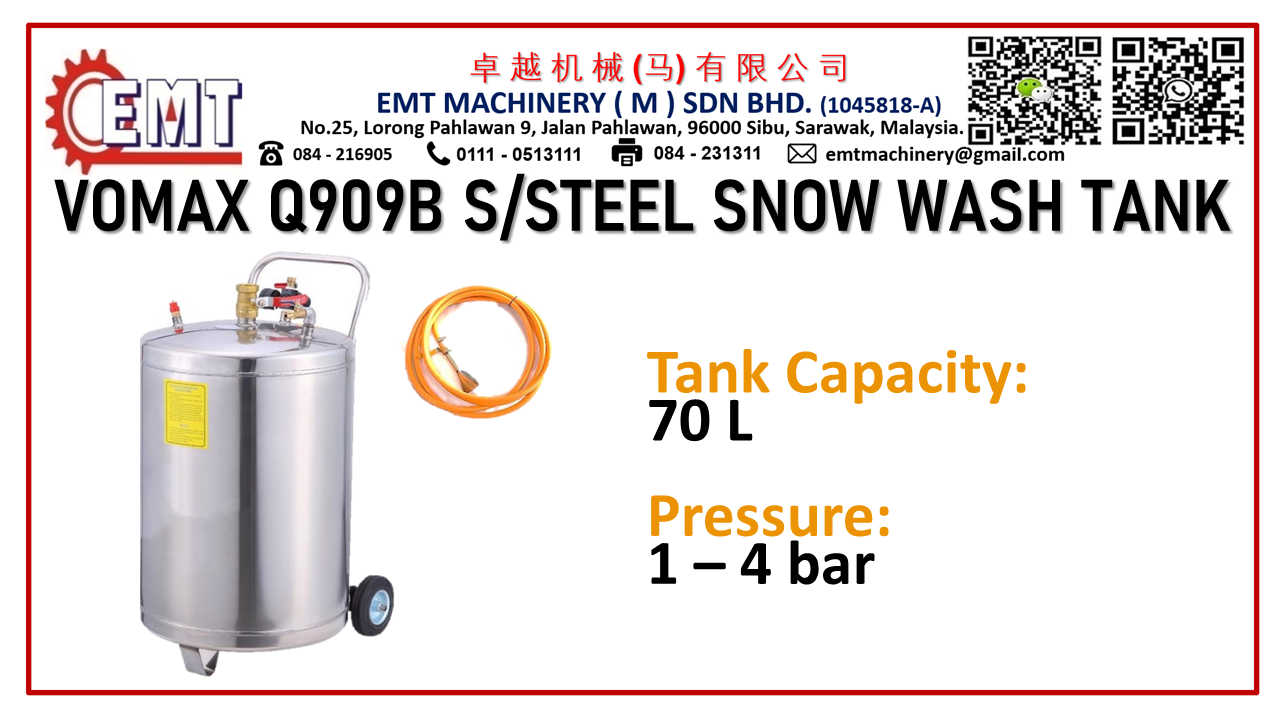 EMT
卓越机械(马)有限公司
EMT MACHINERY ( M ) SDN BHD. (1045818-A)
No.25, Lorong Pahlawan 9, Jalan Pahlawan, 96000 Sibu, Sarawak, Malaysia.
084 - 216905 0111 - 0513111 084 - 231311 emtmachinery@gmail.com
VOMAX Q909B S/STEEL SNOW WASH TANK
Tank Capacity:
70 L
Pressure:
1 – 4 bar